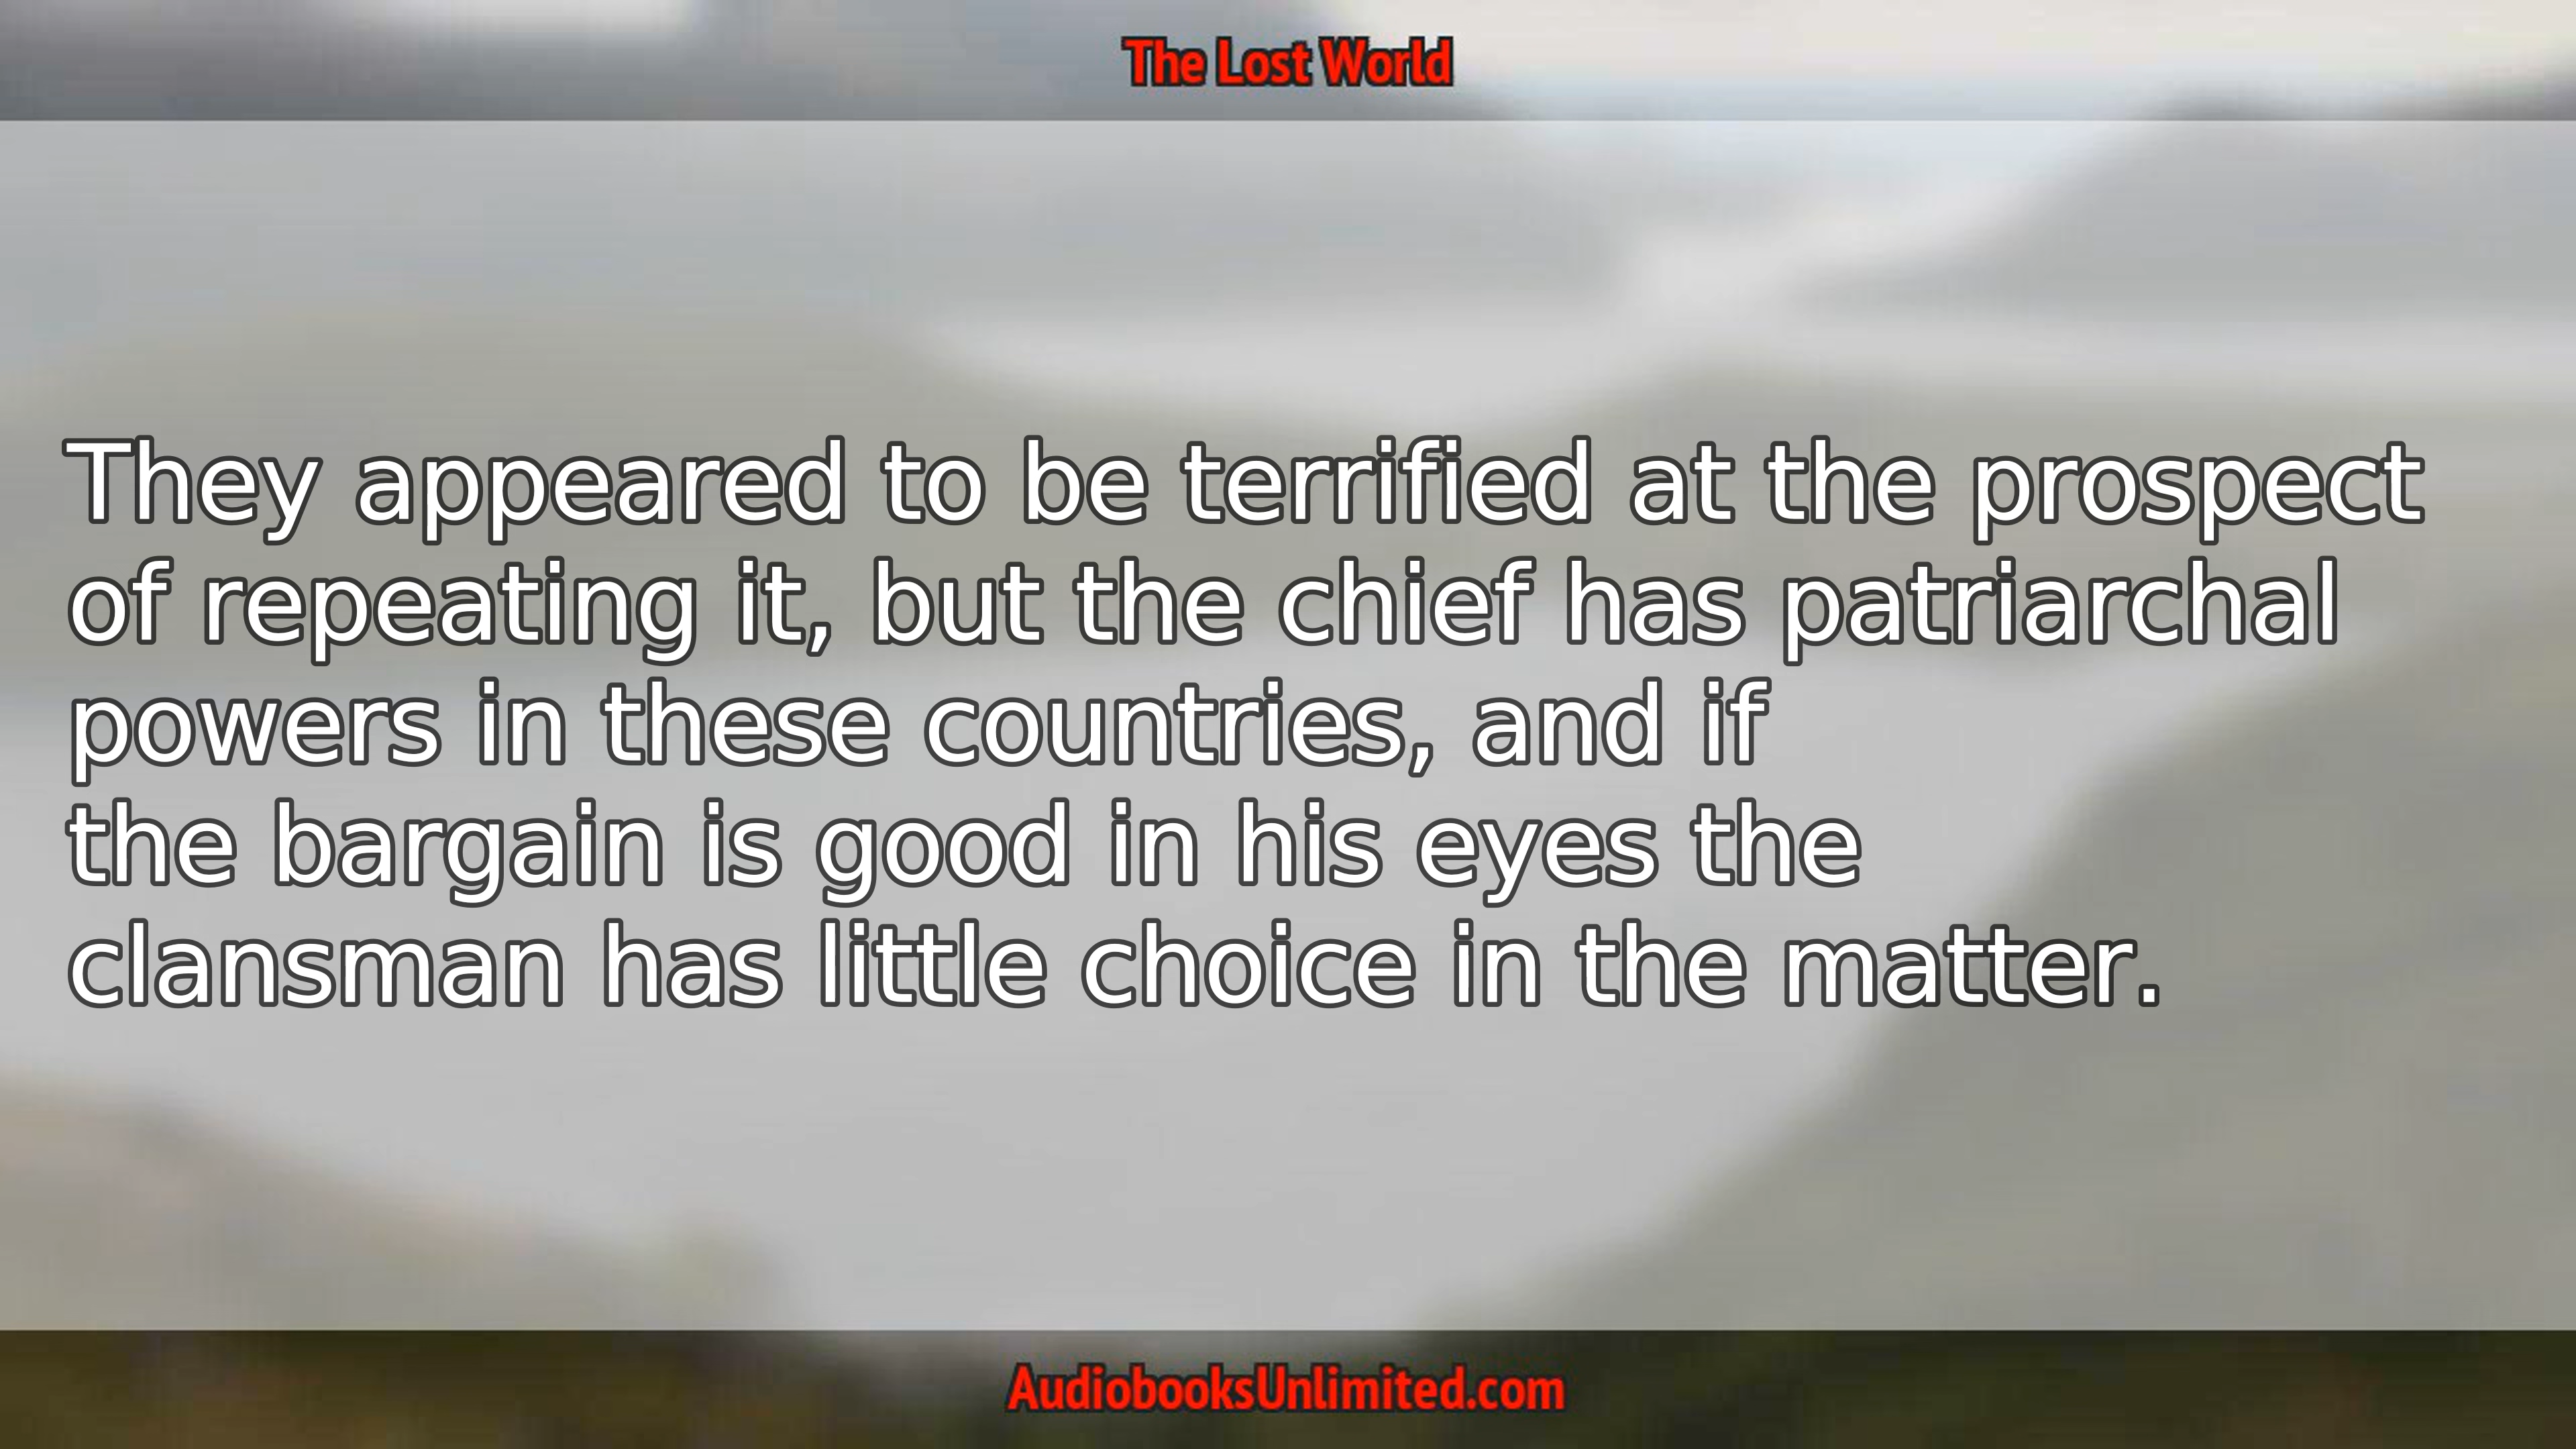 The Lost World
They appeared to be terrified at the prospect
of repeating it, but the chief has patriarchal
powers in these countries, and if
the bargain is good in his eyes the
clansman has little choice in the matter.
AudiobooksUnlimited.com